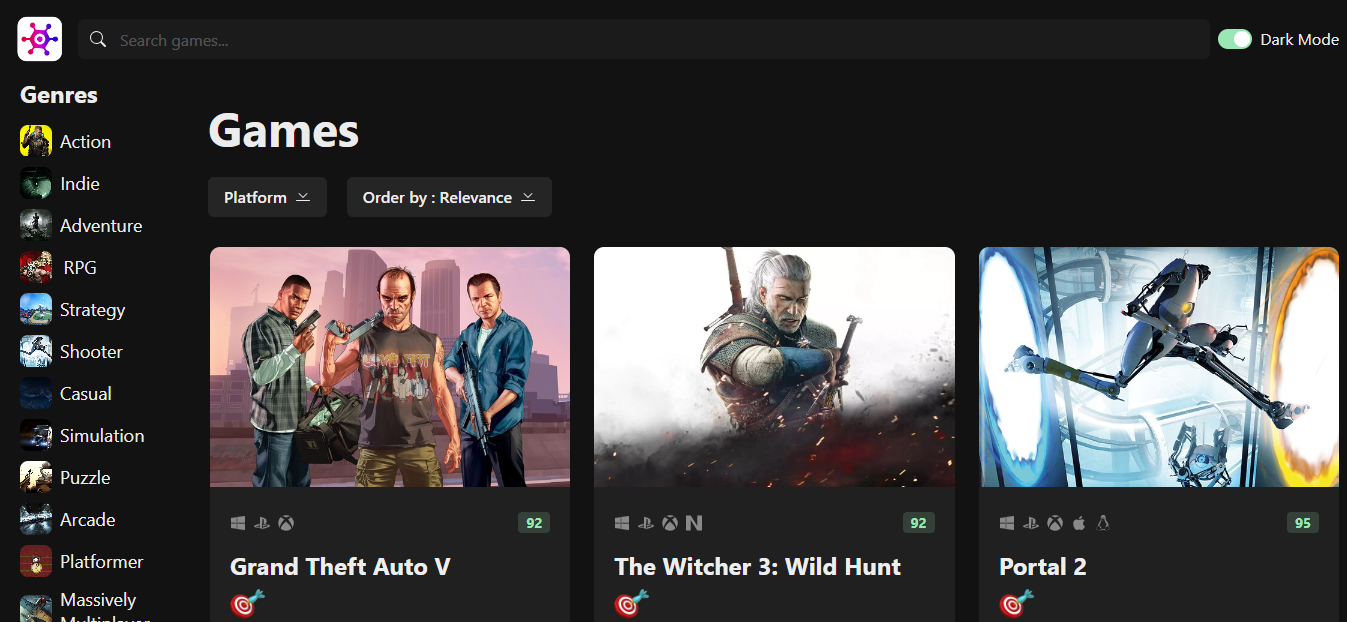 Search games...
Dark Mode
Genres
Action
Indie
Adventure
RPG
Strategy
Shooter
Casual
Simulation
Puzzle
Arcade
Platformer
Massively
Multiplayer
Games
Platform
Order by : Relevance
92
Grand Theft Auto V
92
The Witcher 3: Wild Hunt
95
Portal 2